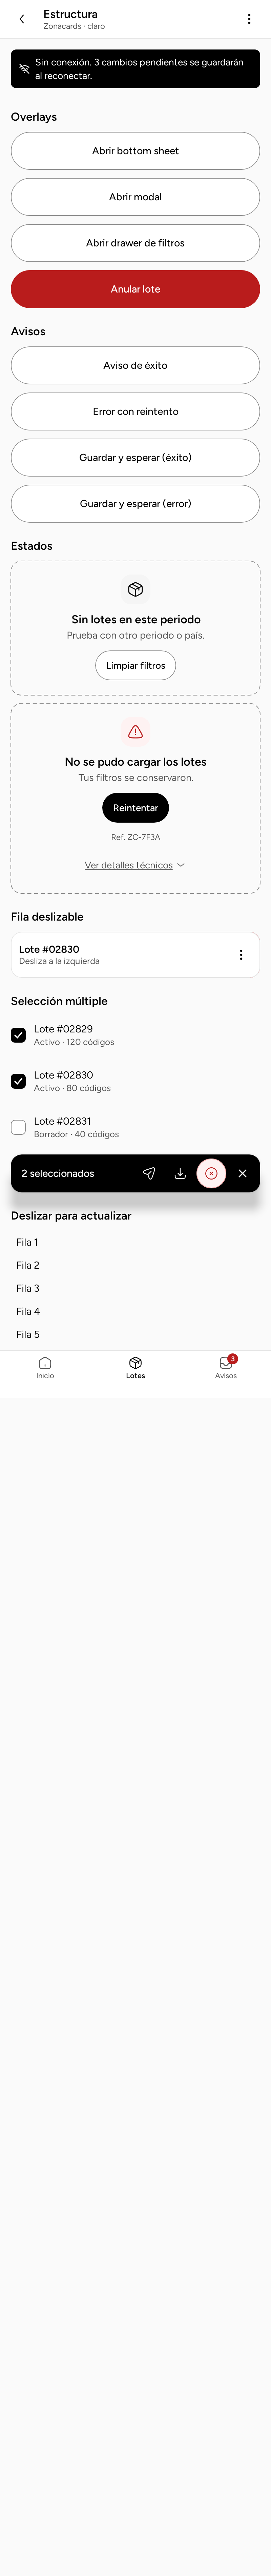 Estructura
Zonacards · claro
Sin conexión. 3 cambios pendientes se guardarán
al reconectar.
Overlays
Abrir bottom sheet
Abrir modal
Abrir drawer de filtros
Anular lote
Avisos
Aviso de éxito
Error con reintento
Guardar y esperar (éxito)
Guardar y esperar (error)
Estados
Sin lotes en este periodo
Prueba con otro periodo o país.
Limpiar filtros
No se pudo cargar los lotes
Tus filtros se conservaron.
Reintentar
Ref. ZC-7F3A
Ver detalles técnicos
Fila deslizable
Lote #02830
Desliza a la izquierda
Selección múltiple
Lote #02829
Activo · 120 códigos
Lote #02830
Activo · 80 códigos
Lote #02831
Borrador · 40 códigos
2 seleccionados
Deslizar para actualizar
Fila 1
Fila 2
Fila 3
Fila 4
Fila 5
3
Inicio
Lotes
Avisos